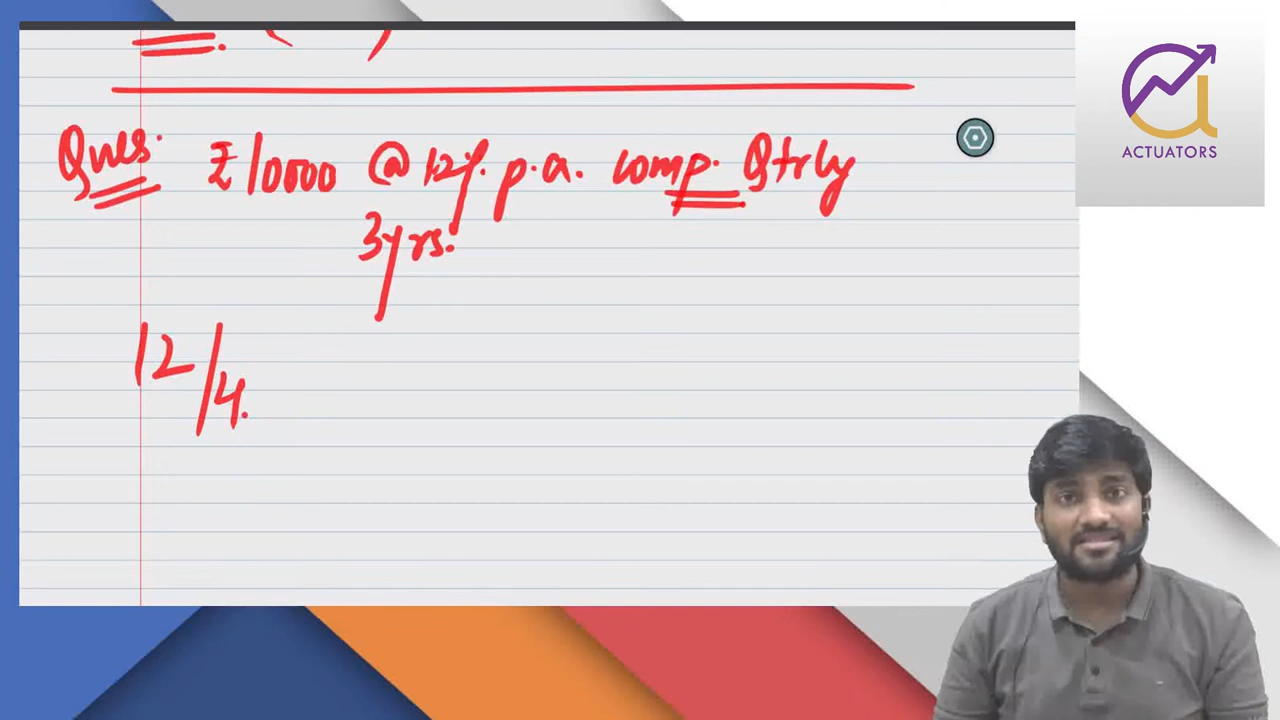 Ques. ₹10000 @ 12% p.a. comp. Qtrly
3yrs.
12/4.
ACTUATORS